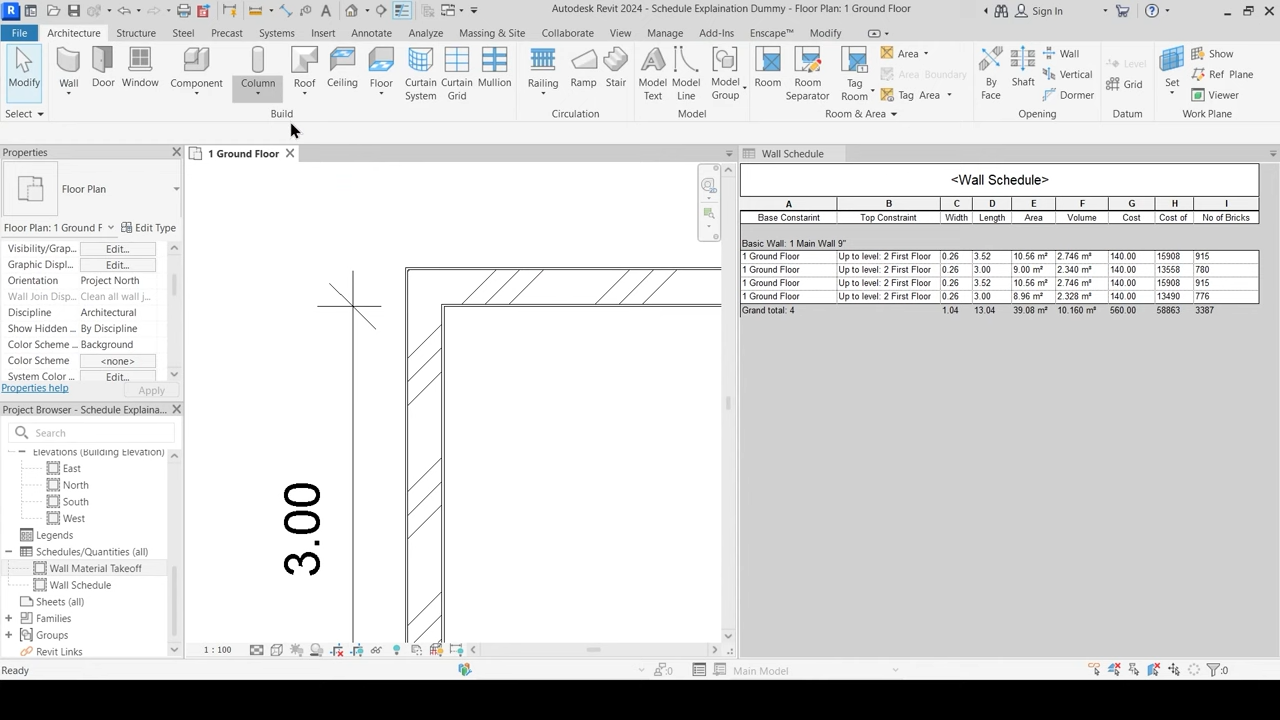 Autodesk Revit 2024 - Schedule Explaination Dummy - Floor Plan: 1 Ground Floor
Sign In
File Architecture Structure Steel Precast Systems Insert Annotate Analyze Massing & Site Collaborate View Manage Add-Ins Enscape™ Modify
Modify Wall Door Window Component Column Roof Ceiling Floor Curtain System Curtain Grid Mullion Railing Ramp Stair Model Text Model Line Model Group Room Room Separator Tag Room Area Area Boundary Tag Area By Face Shaft Wall Vertical Dormer Level Grid Set Show Ref Plane Viewer
Select Build Circulation Model Room & Area Opening Datum Work Plane
Properties
1 Ground Floor
Wall Schedule
Floor Plan
Floor Plan: 1 Ground F Edit Type
Visibility/Grap... Edit...
Graphic Displ... Edit...
Orientation Project North
Wall Join Disp... Clean all wall j...
Discipline Architectural
Show Hidden ... By Discipline
Color Scheme ... Background
Color Scheme <none>
System Color ... Edit...
Properties help Apply
Project Browser - Schedule Explaina...
Search
Elevations (Building Elevation)
East
North
South
West
Legends
Schedules/Quantities (all)
Wall Material Takeoff
Wall Schedule
Sheets (all)
Families
Groups
Revit Links
3.00
1 : 100
<Wall Schedule>
A B C D E F G H I
Base Constraint Top Constraint Width Length Area Volume Cost Cost of No of Bricks
Basic Wall: 1 Main Wall 9"
1 Ground Floor Up to level: 2 First Floor 0.26 3.52 10.56 m² 2.746 m³ 140.00 15908 915
1 Ground Floor Up to level: 2 First Floor 0.26 3.00 9.00 m² 2.340 m³ 140.00 13558 780
1 Ground Floor Up to level: 2 First Floor 0.26 3.52 10.56 m² 2.746 m³ 140.00 15908 915
1 Ground Floor Up to level: 2 First Floor 0.26 3.00 8.96 m² 2.328 m³ 140.00 13490 776
Grand total: 4 1.04 13.04 39.08 m² 10.160 m³ 560.00 58863 3387
Ready
:0
Main Model
:0